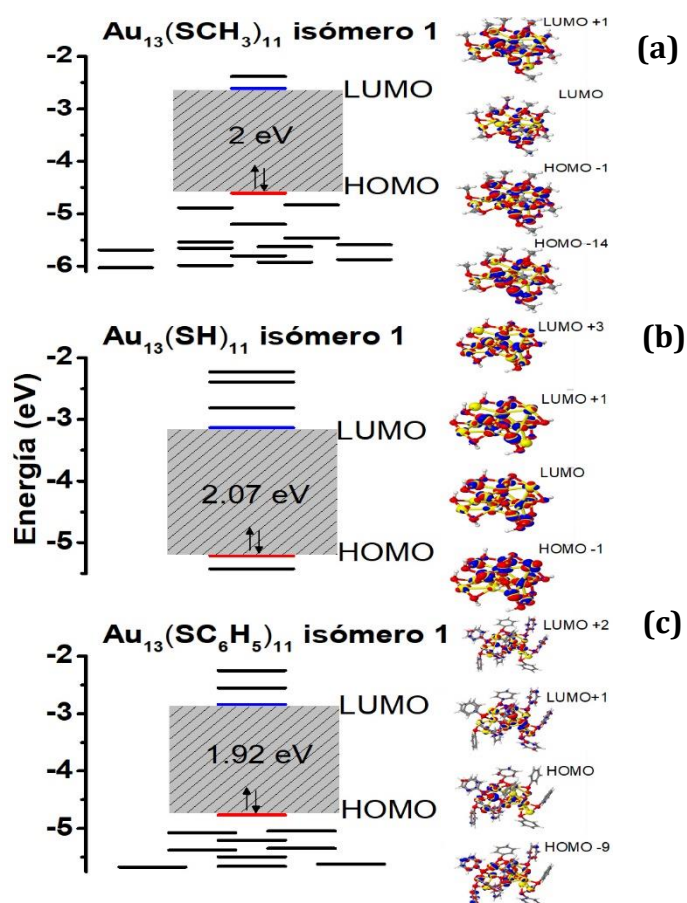 Au13(SCH3)11 isómero 1
(a)
-2
-3
-4
-5
-6
LUMO
2 eV
HOMO
LUMO +1
LUMO
HOMO -1
HOMO -14
Au13(SH)11 isómero 1
(b)
Energía (eV)
-2
-3
-4
-5
LUMO
2.07 eV
HOMO
LUMO +3
LUMO +1
LUMO
HOMO -1
Au13(SC6H5)11 isómero 1
(c)
-2
-3
-4
-5
LUMO
1.92 eV
HOMO
LUMO +2
LUMO+1
HOMO
HOMO -9